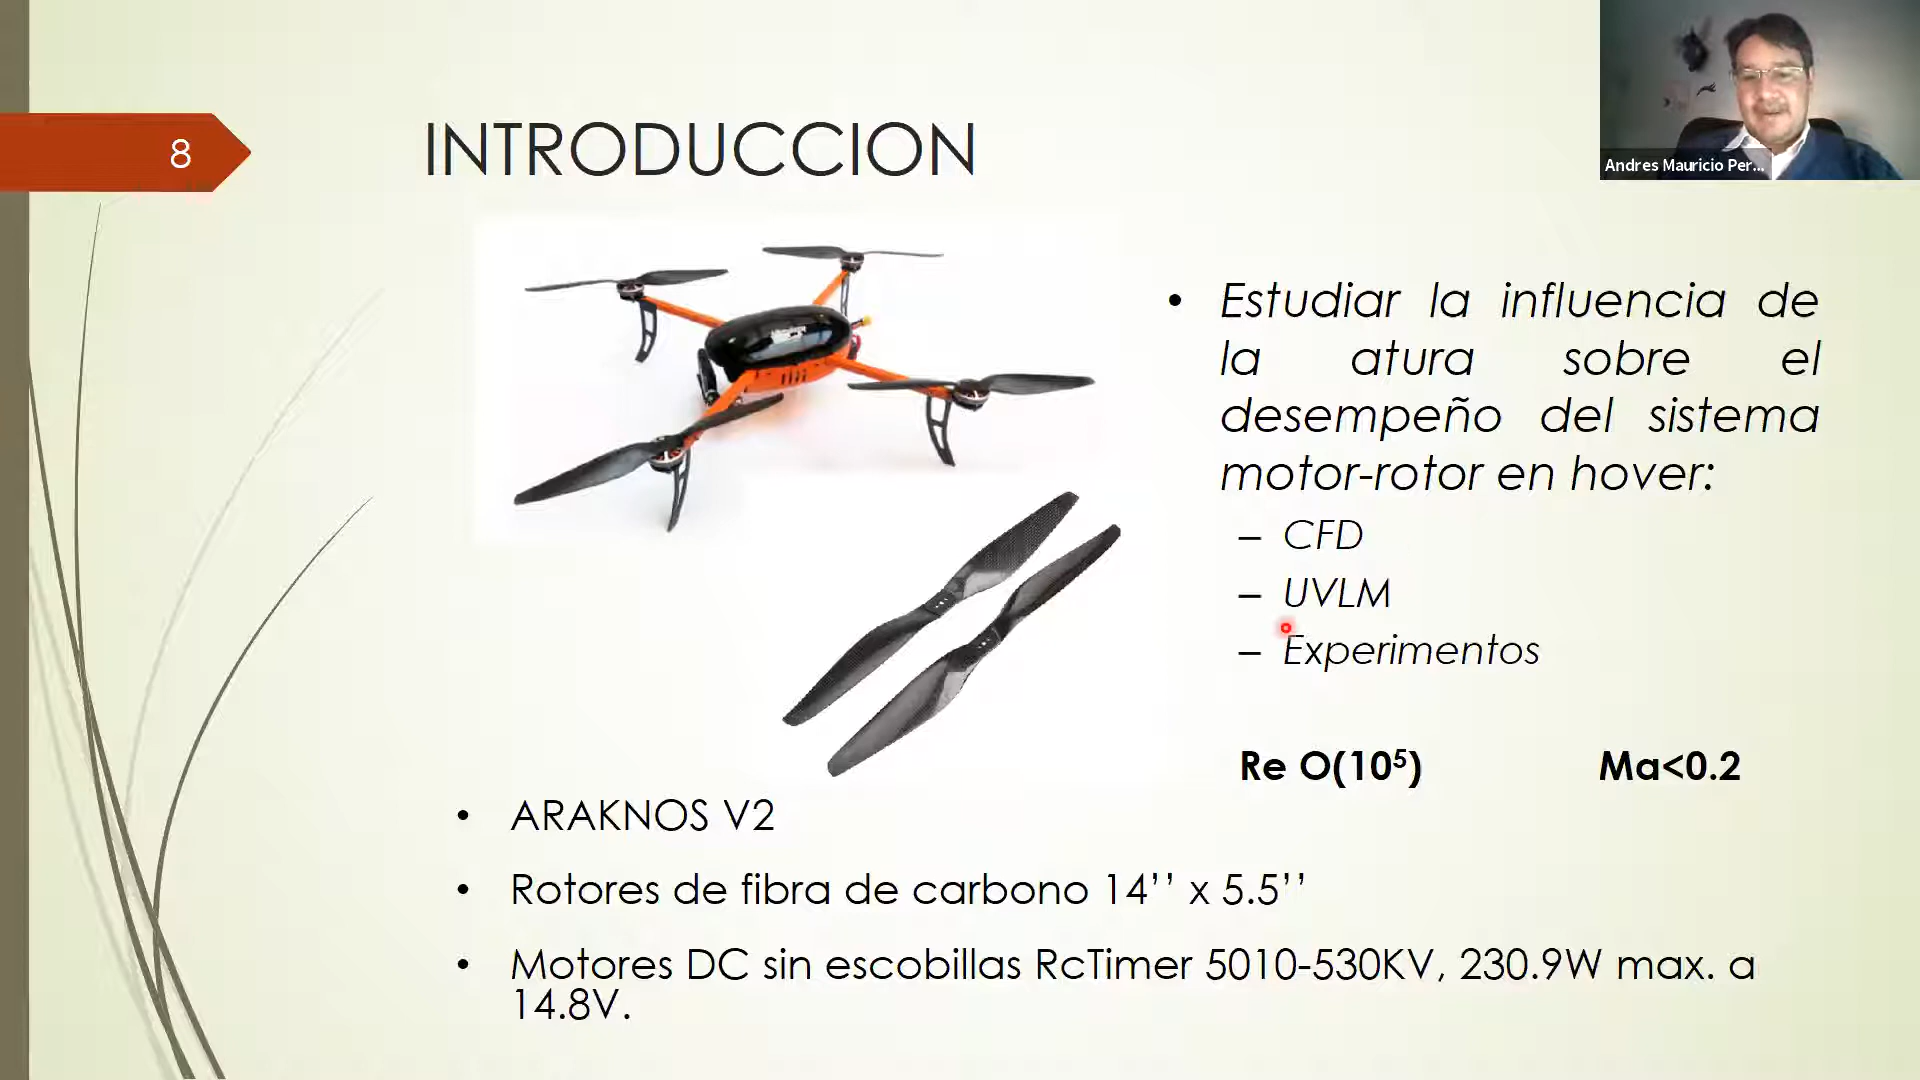 8
INTRODUCCION
Andres Mauricio Per...
• Estudiar la influencia de
la atura sobre el
desempeño del sistema
motor-rotor en hover:
– CFD
– UVLM
– Experimentos
Re O(10⁵) Ma<0.2
• ARAKNOS V2
• Rotores de fibra de carbono 14’’ x 5.5’’
• Motores DC sin escobillas RcTimer 5010-530KV, 230.9W max. a
14.8V.